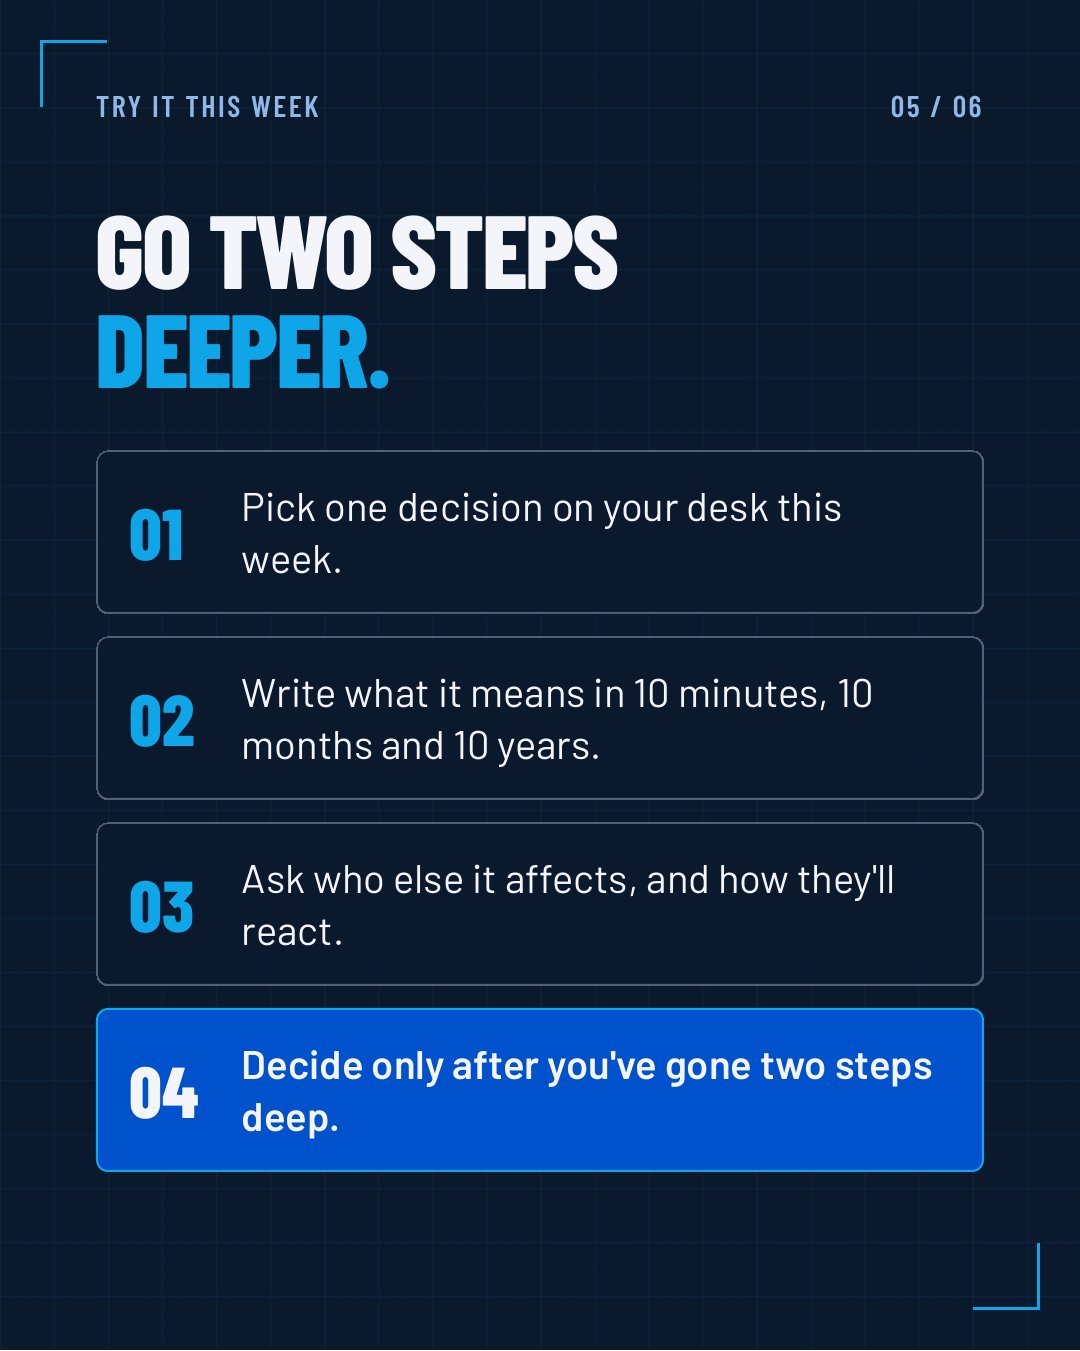 TRY IT THIS WEEK
05 / 06
GO TWO STEPS
DEEPER.
01
Pick one decision on your desk this
week.
02
Write what it means in 10 minutes, 10
months and 10 years.
03
Ask who else it affects, and how they'll
react.
04
Decide only after you've gone two steps
deep.